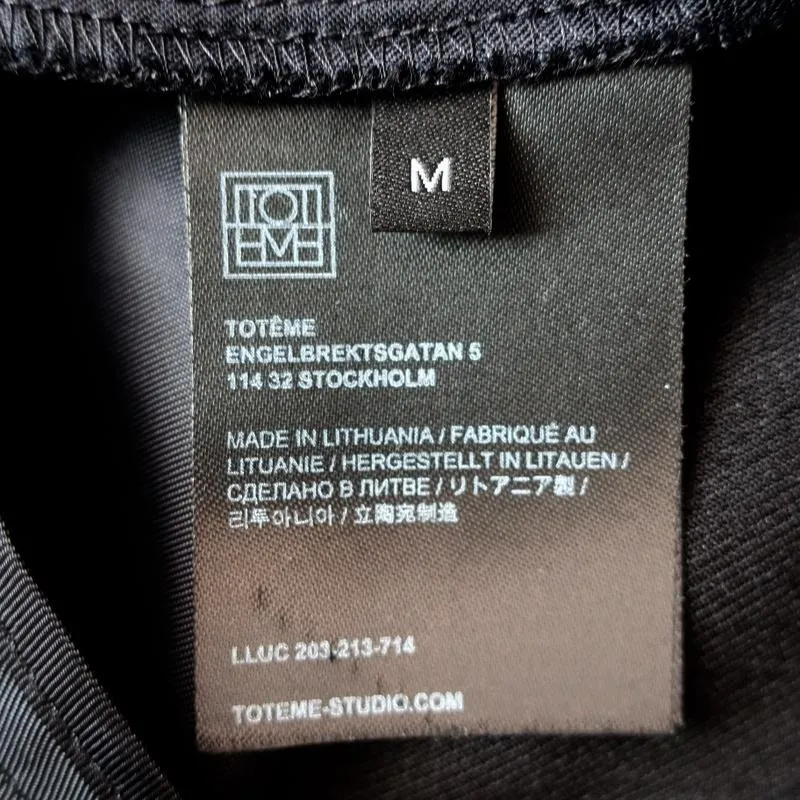 M
TOT
EME
TOTÊME
ENGELBREKTSGATAN 5
114 32 STOCKHOLM
MADE IN LITHUANIA / FABRIQUÉ AU
LITUANIE / HERGESTELLT IN LITAUEN /
СДЕЛАНО В ЛИТВЕ / リトアニア製 /
리투아니아 / 立陶宛制造
LLUC 203-213-714
TOTEME-STUDIO.COM